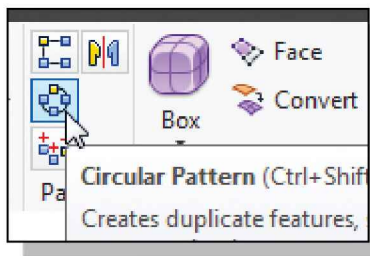 Face
Convert
Box
Pa
Circular Pattern (Ctrl+Shift
Creates duplicate features,